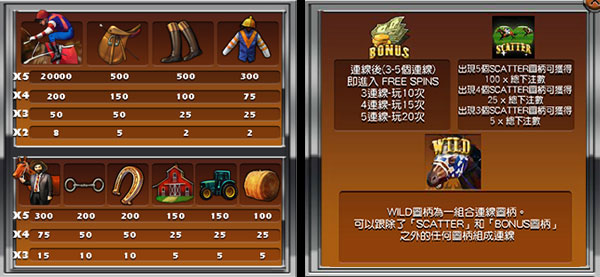 X5 20000 500 500 300
X4 200 150 100 75
X3 50 50 25 25
X2 8 5 2 2
X5 300 200 200 150 150 100
X4 75 50 50 25 25 25
X3 15 10 10 5 5 5
BONUS
連線後(3-5個連線)
即進入 FREE SPINS
3連線-玩10次
4連線-玩15次
5連線-玩20次
SCATTER
出現5個SCATTER圖柄可獲得
100 x 總下注數
出現4個SCATTER圖柄可獲得
25 x 總下注數
出現3個SCATTER圖柄可獲得
5 x 總下注數
WILD
WILD圖柄為一組合連線圖柄。
可以跟除了「SCATTER」和「BONUS圖柄」
之外的任何圖柄組成連線